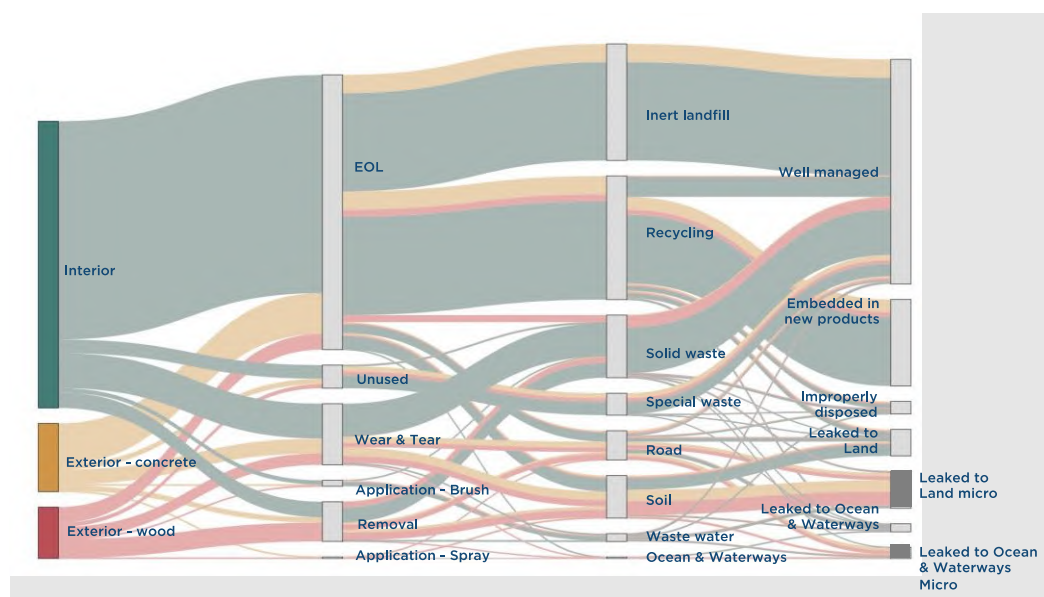 Interior
Exterior – concrete
Exterior – wood
EOL
Unused
Wear & Tear
Application – Brush
Removal
Application – Spray
Inert landfill
Recycling
Solid waste
Special waste
Road
Soil
Waste water
Ocean & Waterways
Well managed
Embedded in
new products
Improperly
disposed
Leaked to
Land
Leaked to Ocean
& Waterways
Leaked to
Land micro
Leaked to Ocean
& Waterways
Micro